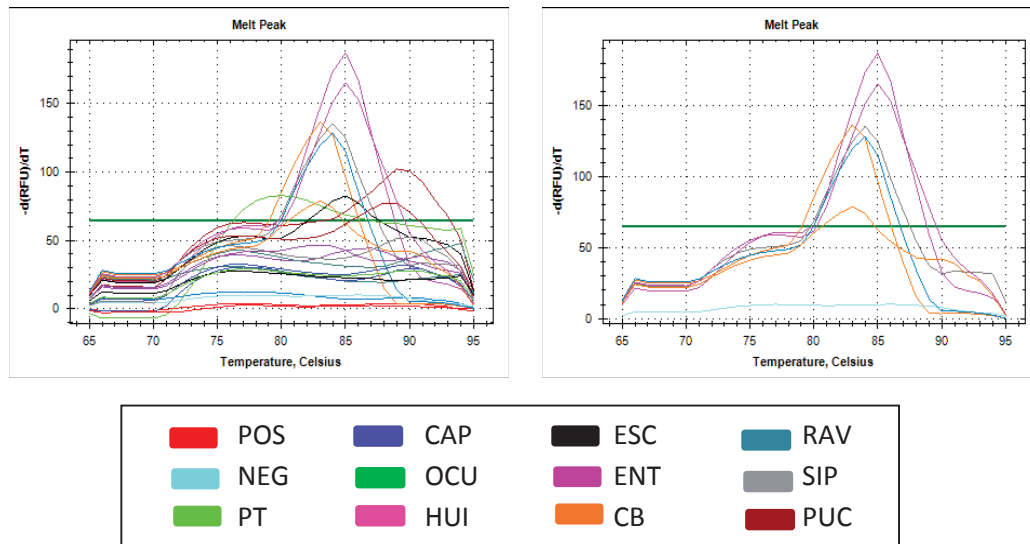 Melt Peak
-d(RFU)/dT
150
100
50
0
65 70 75 80 85 90 95
Temperature, Celsius
Melt Peak
-d(RFU)/dT
150
100
50
0
65 70 75 80 85 90 95
Temperature, Celsius
POS CAP ESC RAV
NEG OCU ENT SIP
PT HUI CB PUC